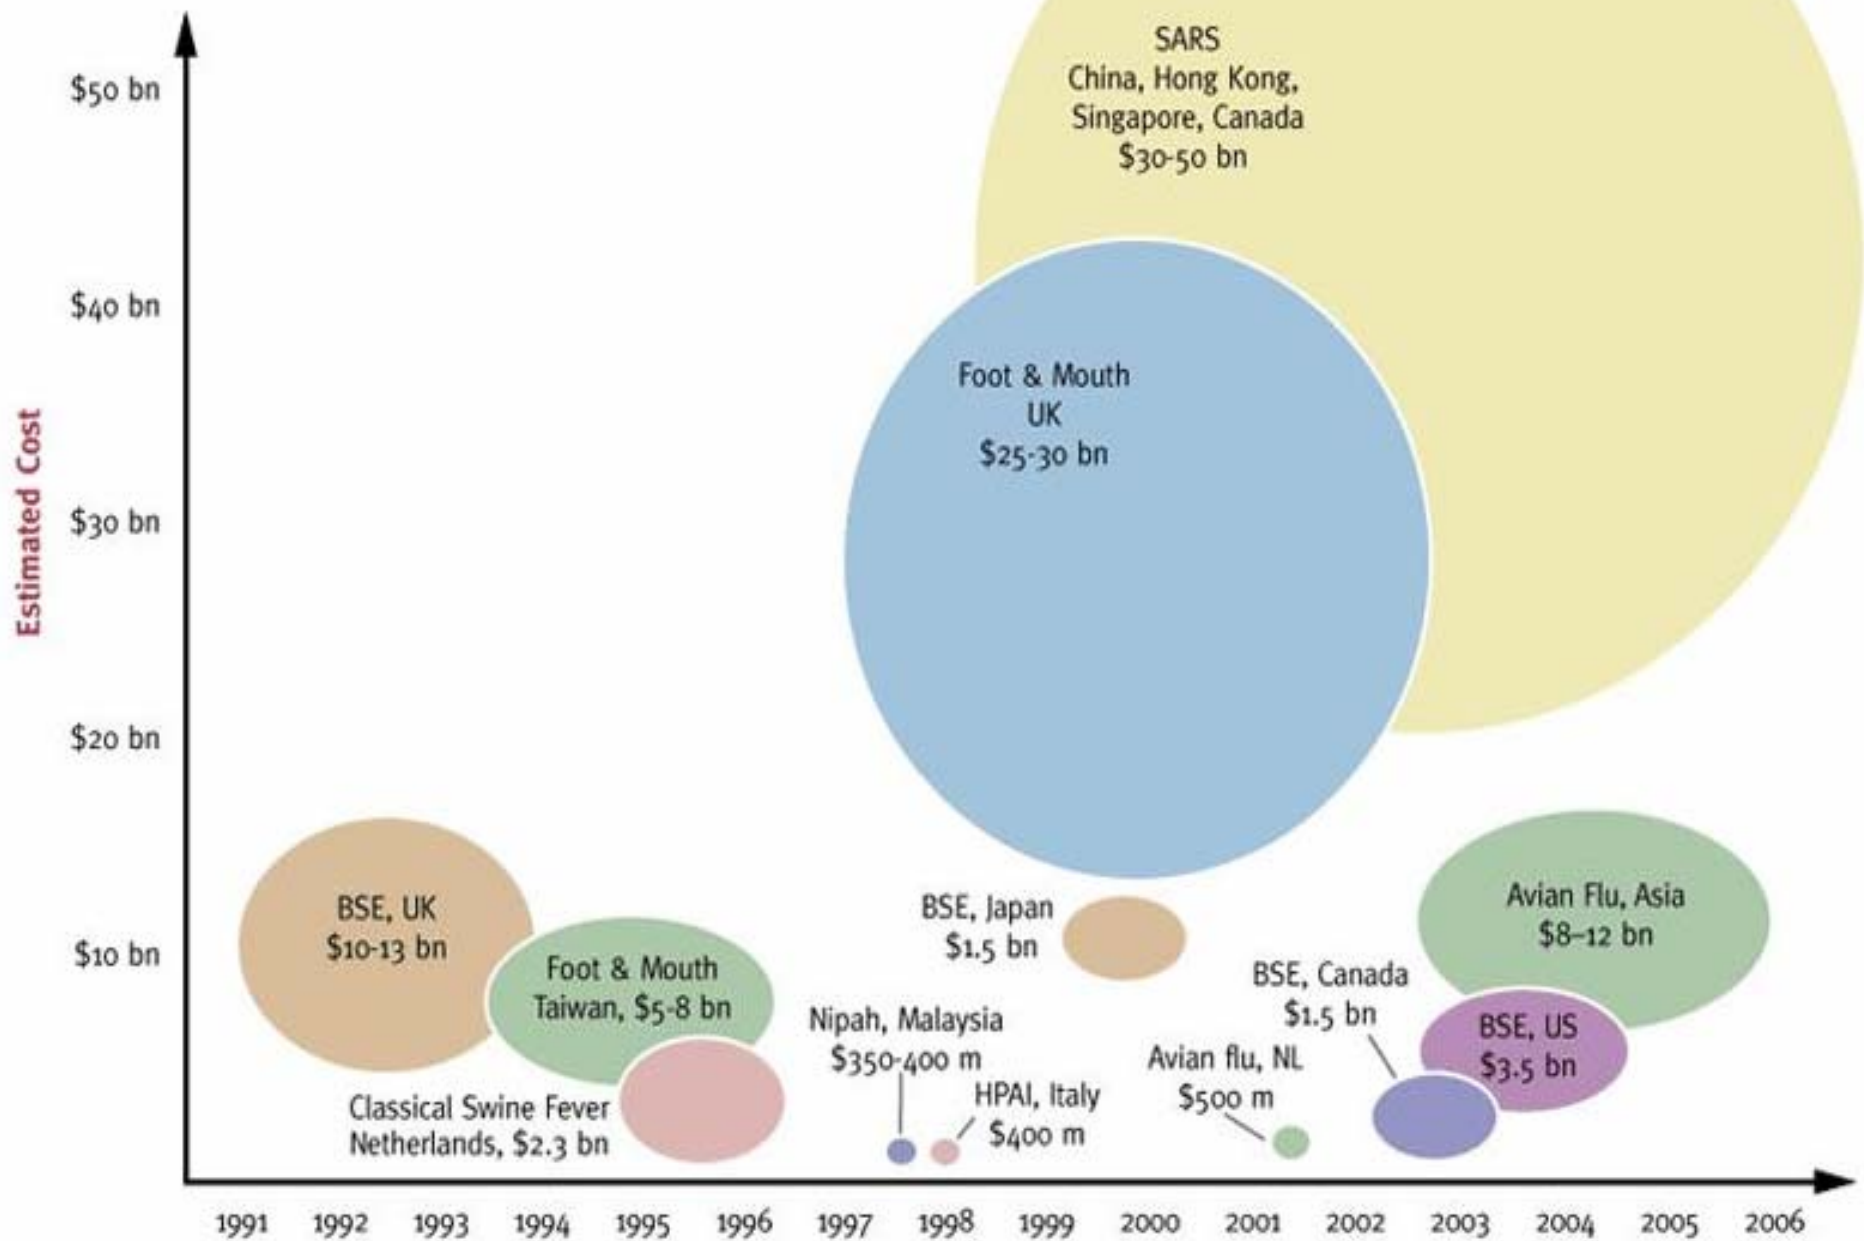 SARS
China, Hong Kong,
Singapore, Canada
$30-50 bn
$50 bn
$40 bn
$30 bn
$20 bn
$10 bn
Estimated Cost
Foot & Mouth
UK
$25-30 bn
BSE, UK
$10-13 bn
Foot & Mouth
Taiwan, $5-8 bn
Classical Swine Fever
Netherlands, $2.3 bn
Nipah, Malaysia
$350-400 m
HPAI, Italy
$400 m
BSE, Japan
$1.5 bn
Avian flu, NL
$500 m
BSE, Canada
$1.5 bn
Avian Flu, Asia
$8–12 bn
BSE, US
$3.5 bn
1991 1992 1993 1994 1995 1996 1997 1998 1999 2000 2001 2002 2003 2004 2005 2006